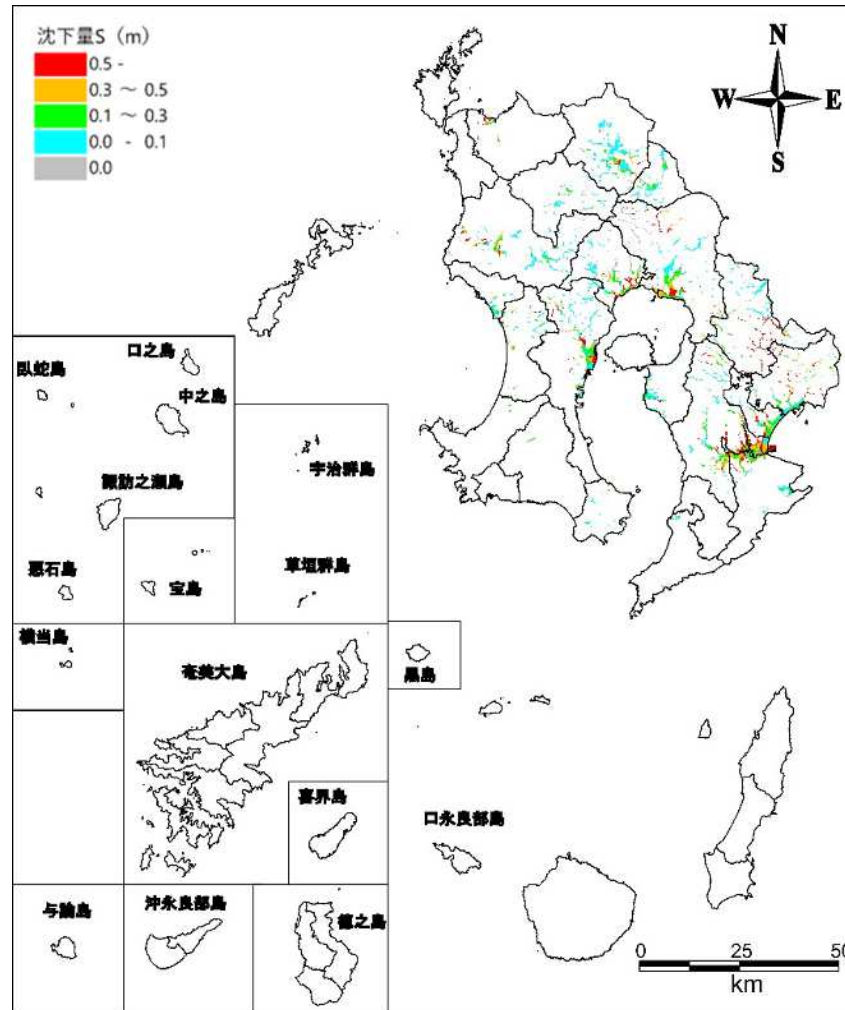 沈下量S（m）
0.5 -
0.3 ～ 0.5
0.1 ～ 0.3
0.0 - 0.1
0.0
N
W
E
S
口之島
臥蛇島
中之島
諏訪之瀬島
宇治群島
悪石島
宝島
草垣群島
横当島
奄美大島
黒島
喜界島
口永良部島
与論島
沖永良部島
徳之島
0
25
50
km